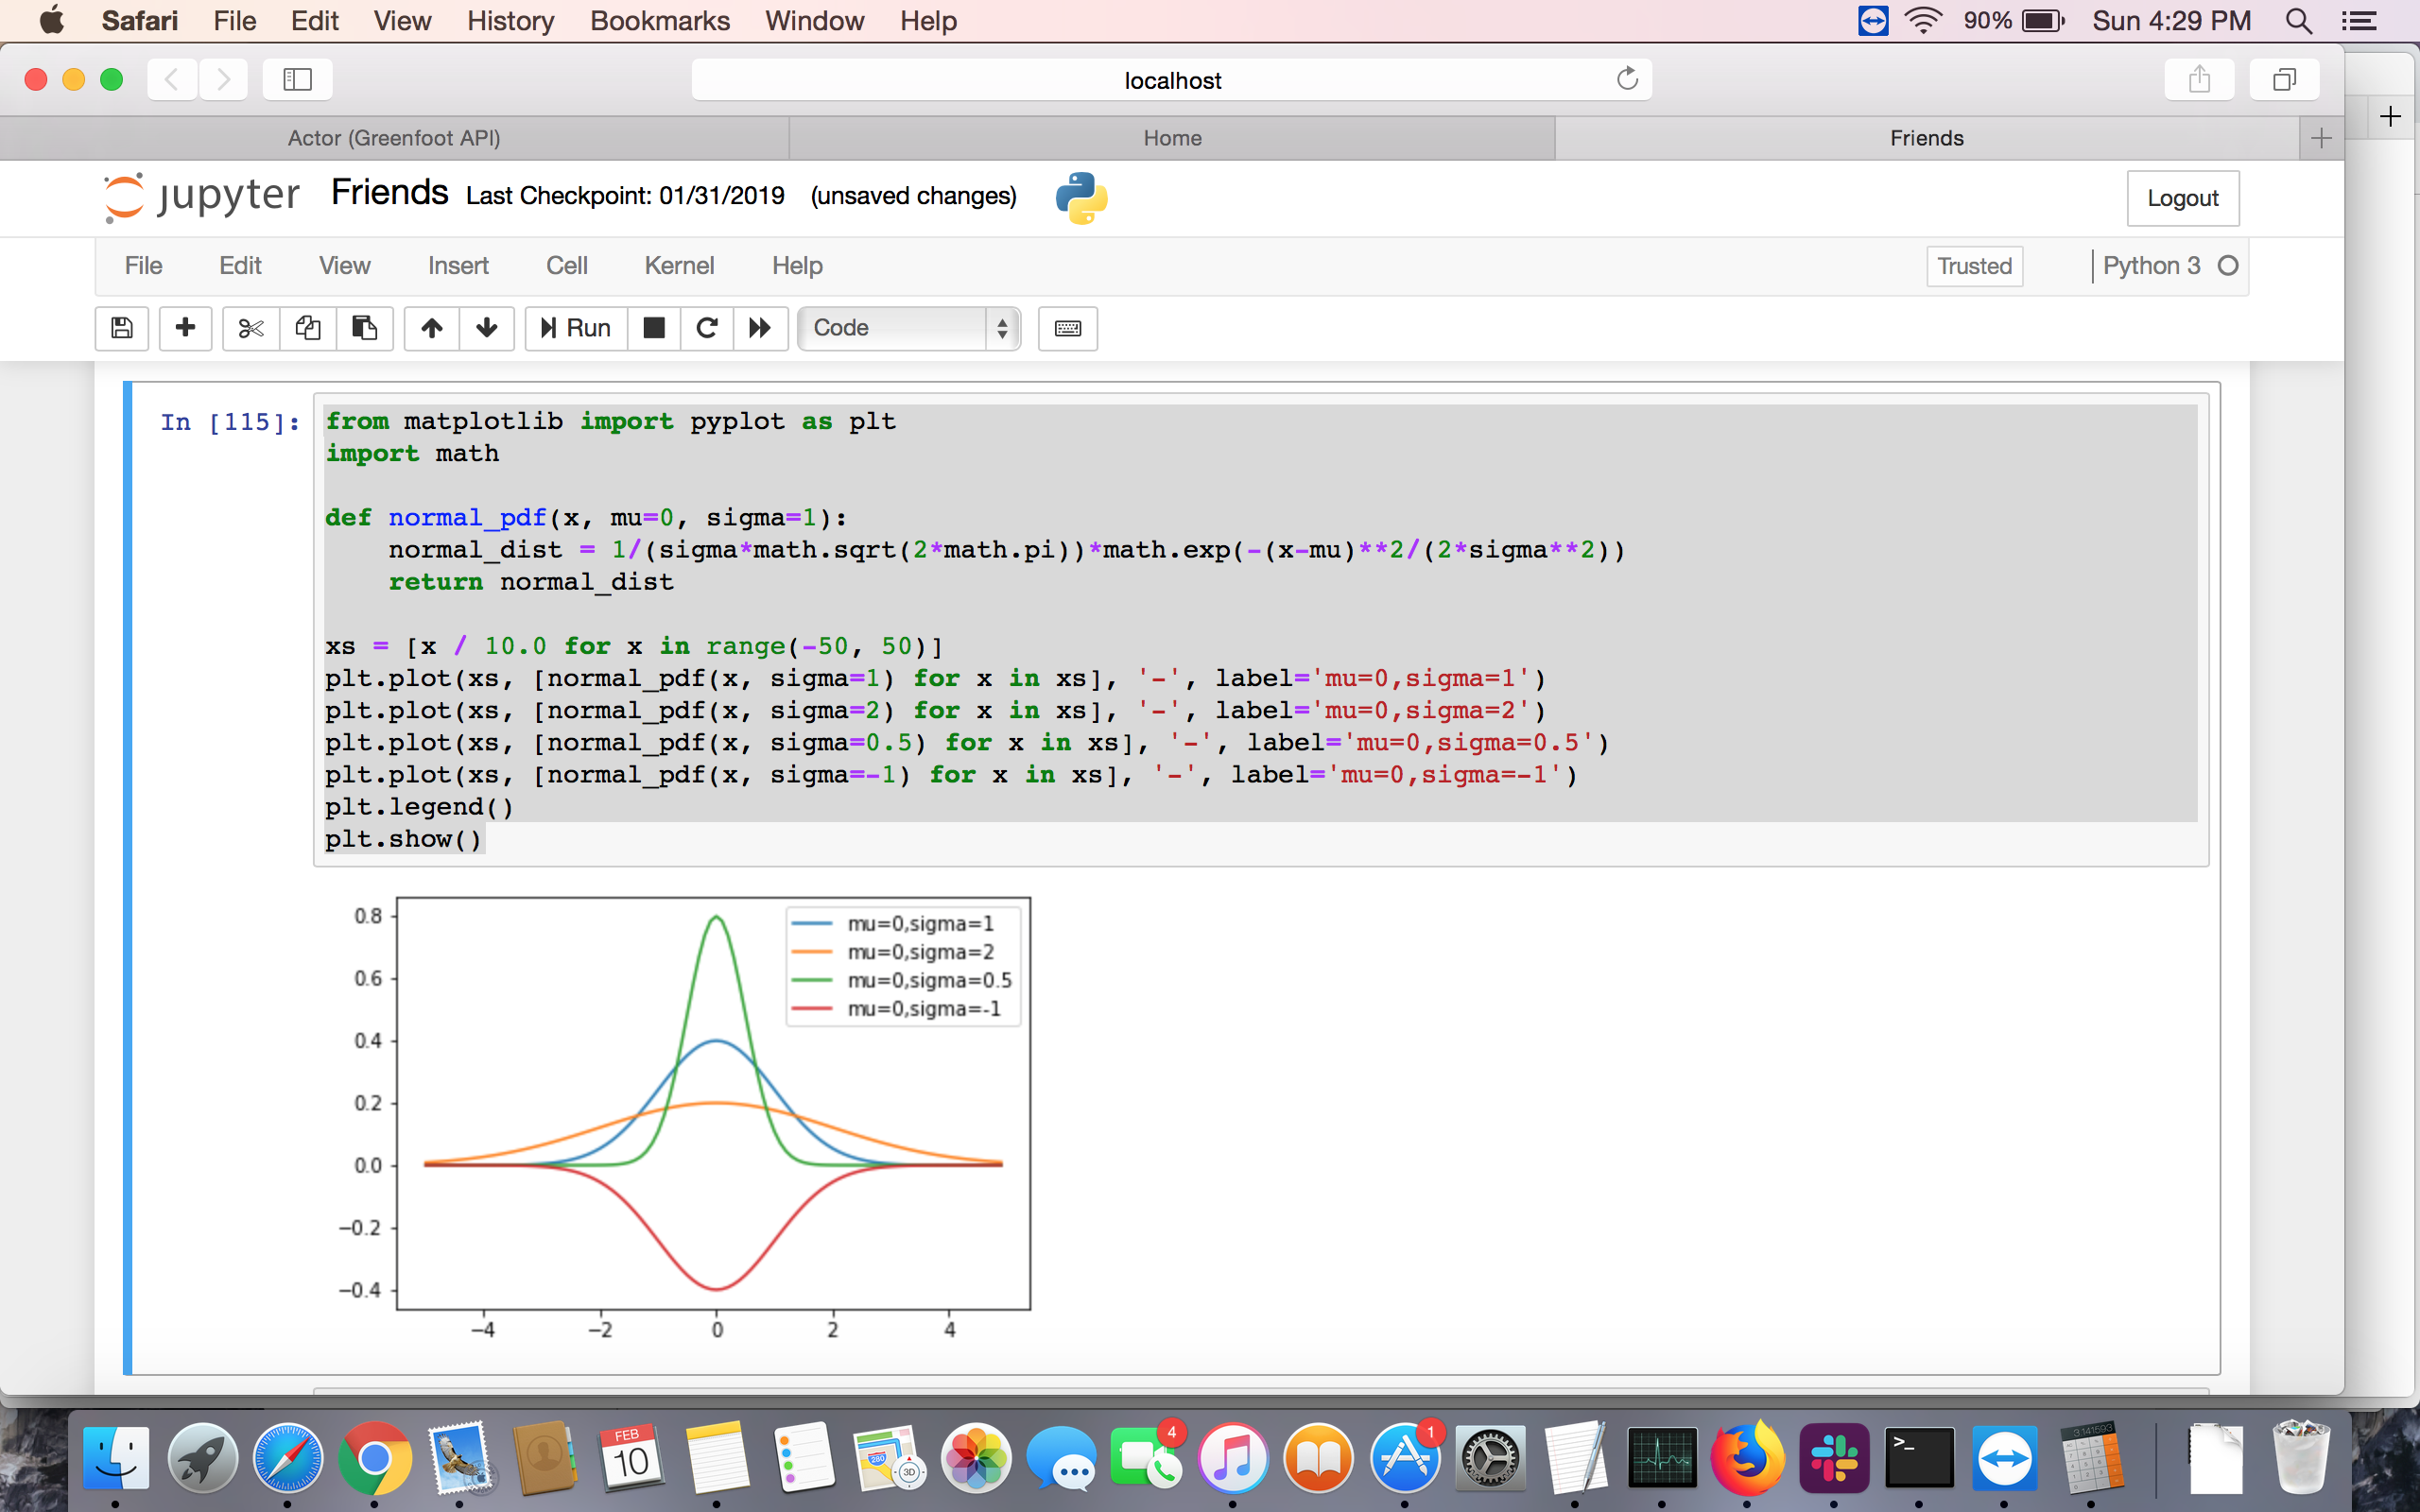 Safari File Edit View History Bookmarks Window Help 90% Sun 4:29 PM
localhost
Actor (Greenfoot API) Home Friends
jupyter Friends Last Checkpoint: 01/31/2019 (unsaved changes) Logout
File Edit View Insert Cell Kernel Help Trusted Python 3
Run Code
In [115]:
from matplotlib import pyplot as plt
import math
def normal_pdf(x, mu=0, sigma=1):
normal_dist = 1/(sigma*math.sqrt(2*math.pi))*math.exp(-(x-mu)**2/(2*sigma**2))
return normal_dist
xs = [x / 10.0 for x in range(-50, 50)]
plt.plot(xs, [normal_pdf(x, sigma=1) for x in xs], '-', label='mu=0,sigma=1')
plt.plot(xs, [normal_pdf(x, sigma=2) for x in xs], '-', label='mu=0,sigma=2')
plt.plot(xs, [normal_pdf(x, sigma=0.5) for x in xs], '-', label='mu=0,sigma=0.5')
plt.plot(xs, [normal_pdf(x, sigma=-1) for x in xs], '-', label='mu=0,sigma=-1')
plt.legend()
plt.show()
0.8
0.6
0.4
0.2
0.0
−0.2
−0.4
mu=0,sigma=1
mu=0,sigma=2
mu=0,sigma=0.5
mu=0,sigma=-1
−4 −2 0 2 4
FEB
10
280
3D
4
1
>_
3.141593